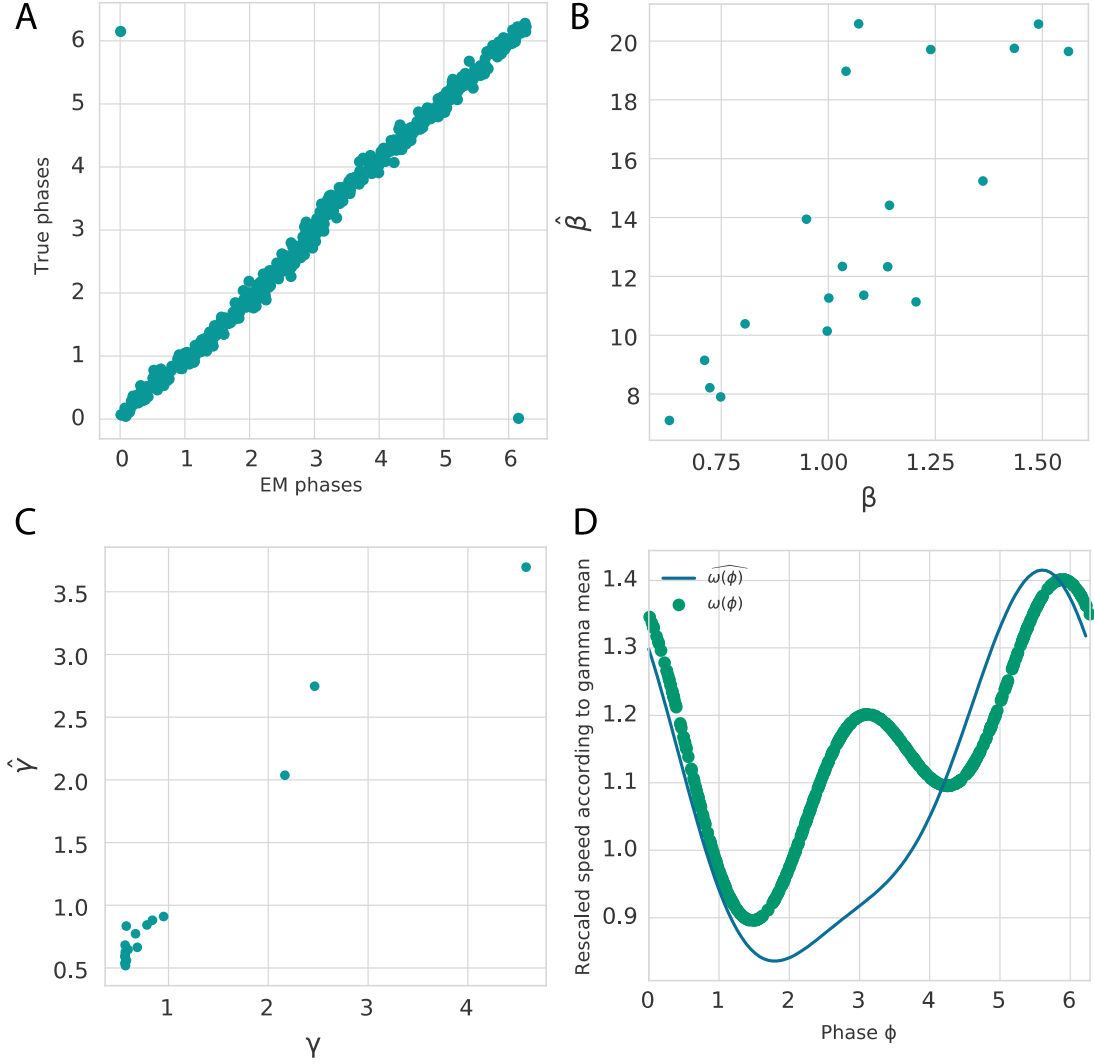 A
True phases
6
5
4
3
2
1
0
0 1 2 3 4 5 6
EM phases
B
β̂
20
18
16
14
12
10
8
0.75 1.00 1.25 1.50
β
C
γ̂
3.5
3.0
2.5
2.0
1.5
1.0
0.5
1 2 3 4
γ
D
Rescaled speed according to gamma mean
1.4
1.3
1.2
1.1
1.0
0.9
ω(ϕ)̂
ω(ϕ)
0 1 2 3 4 5 6
Phase ϕ